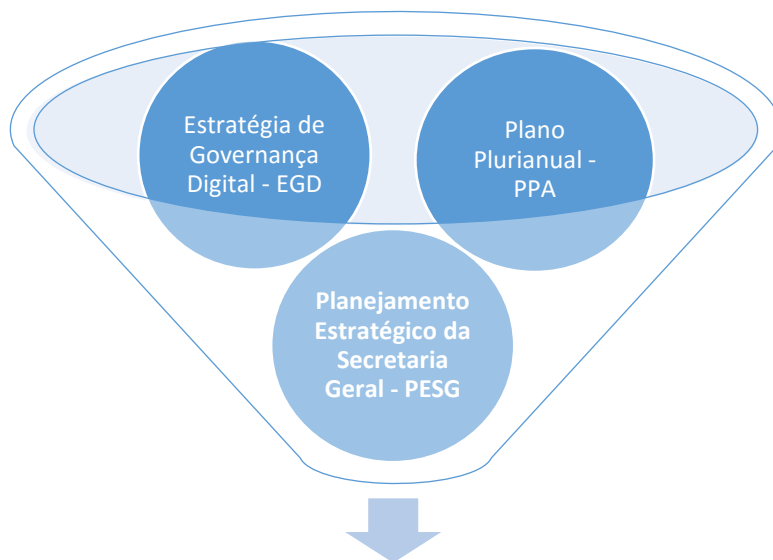 Estratégia de
Governança
Digital - EGD
Plano
Plurianual -
PPA
Planejamento
Estratégico da
Secretaria
Geral - PESG